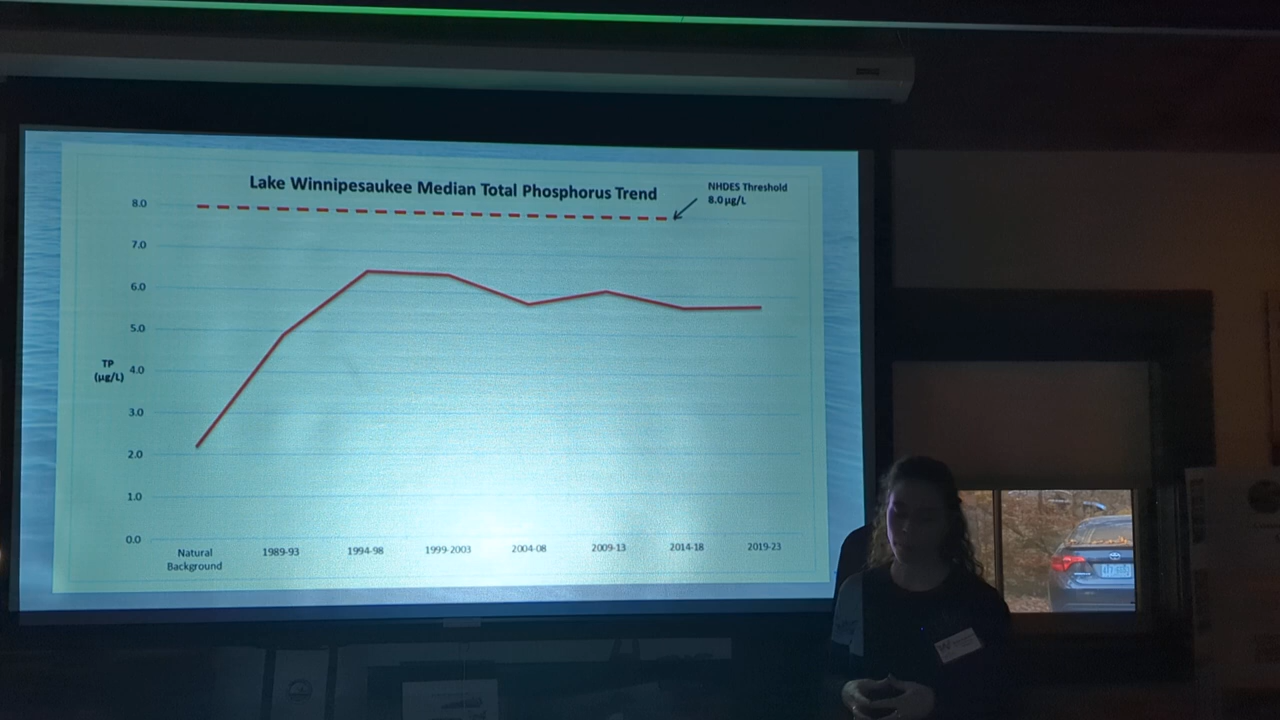 Lake Winnipesaukee Median Total Phosphorus Trend
NHDES Threshold
8.0 µg/L
8.0
7.0
6.0
5.0
4.0
3.0
2.0
1.0
0.0
TP
(µg/L)
Natural
Background
1989-93
1994-98
1999-2003
2004-08
2009-13
2014-18
2019-23
W